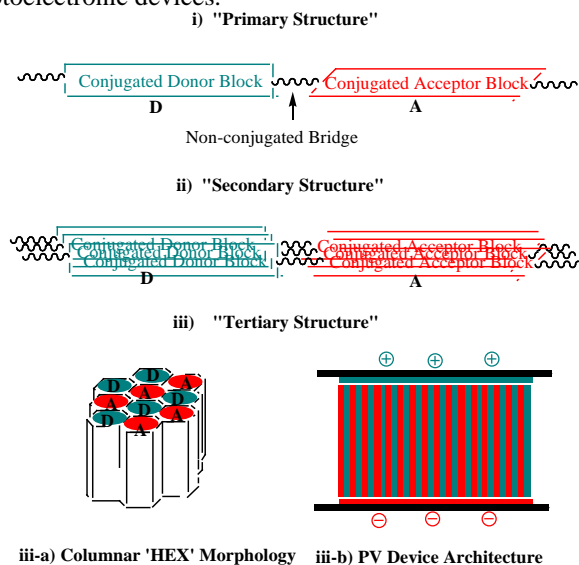 toelectronic devices.
i) "Primary Structure"
Conjugated Donor Block
Conjugated Acceptor Block
D
A
Non-conjugated Bridge
ii) "Secondary Structure"
Conjugated Donor Block
Conjugated Acceptor Block
Conjugated Donor Block
Conjugated Acceptor Block
Conjugated Donor Block
Conjugated Acceptor Block
D
A
iii) "Tertiary Structure"
D
D
A
A
D
A
D
A
D
A
+ + +
− − −
iii-a) Columnar 'HEX' Morphology
iii-b) PV Device Architecture